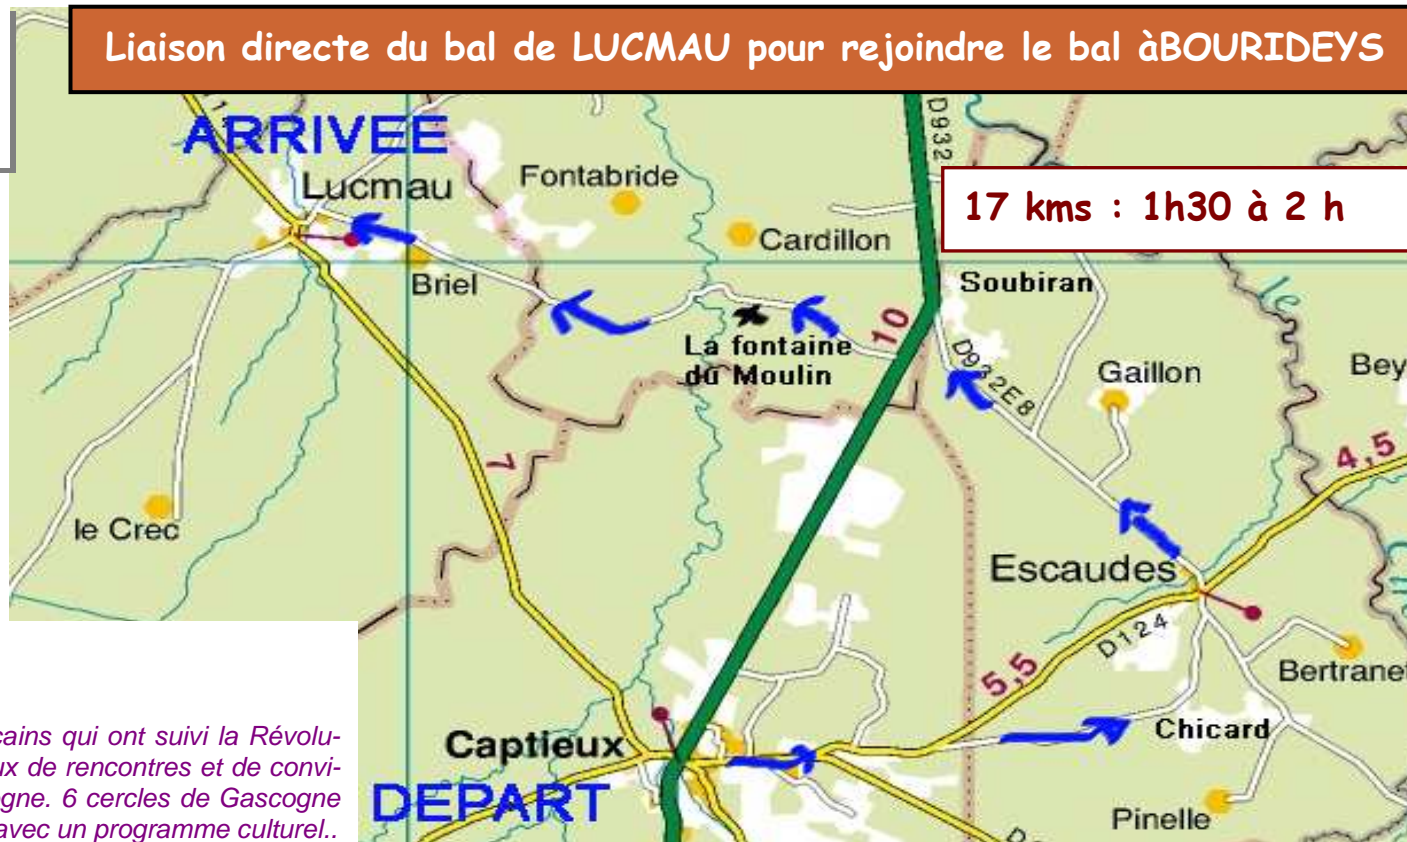 Liaison directe du bal de LUCMAU pour rejoindre le bal àBOURIDEYS
D932
ARRIVEE
Lucmau
Fontabride
17 kms : 1h30 à 2 h
Cardillon
Briel
Soubiran
le
10
La fontaine
du Moulin
D932E8
Gaillon
Bey
7
4,5
le Crec
Escaudes
D124
5,5
Bertranet
Chicard
Captieux
DEPART
Pinelle
cains qui ont suivi la Révolu-
ux de rencontres et de convi-
ogne. 6 cercles de Gascogne
avec un programme culturel..